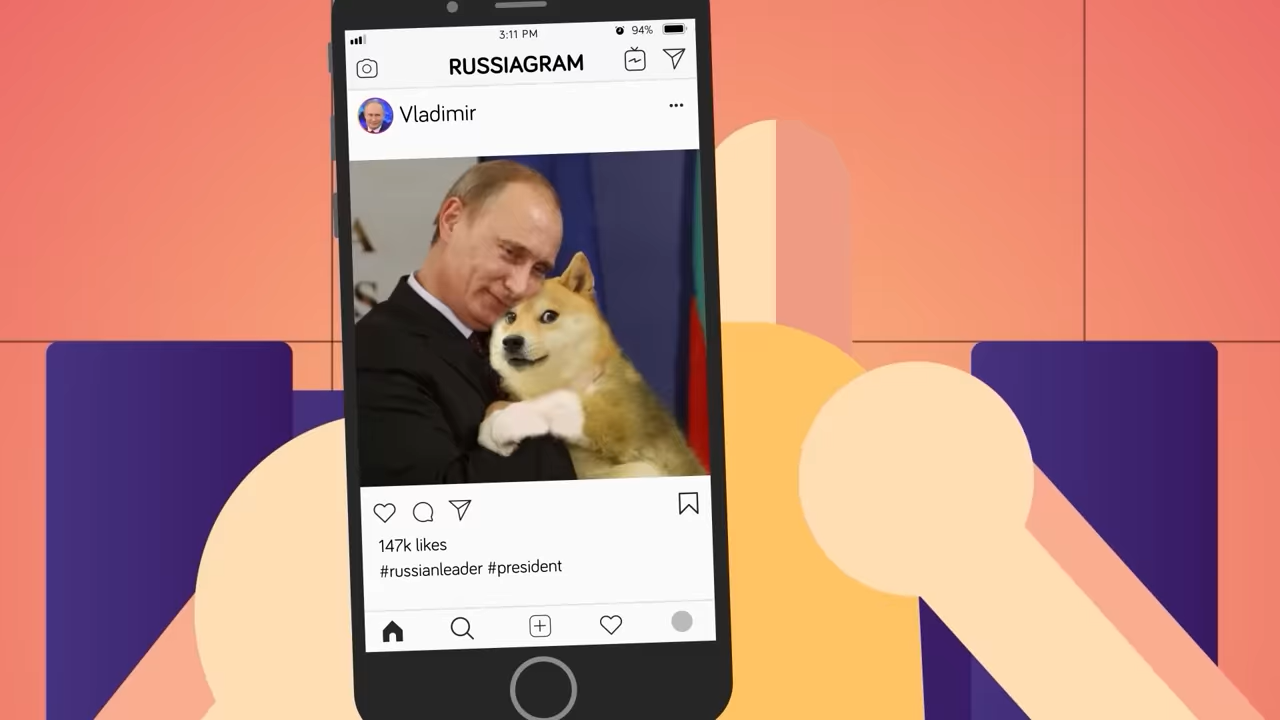 3:11 PM
94%
RUSSIAGRAM
Vladimir
A
S
147k likes
#russianleader #president